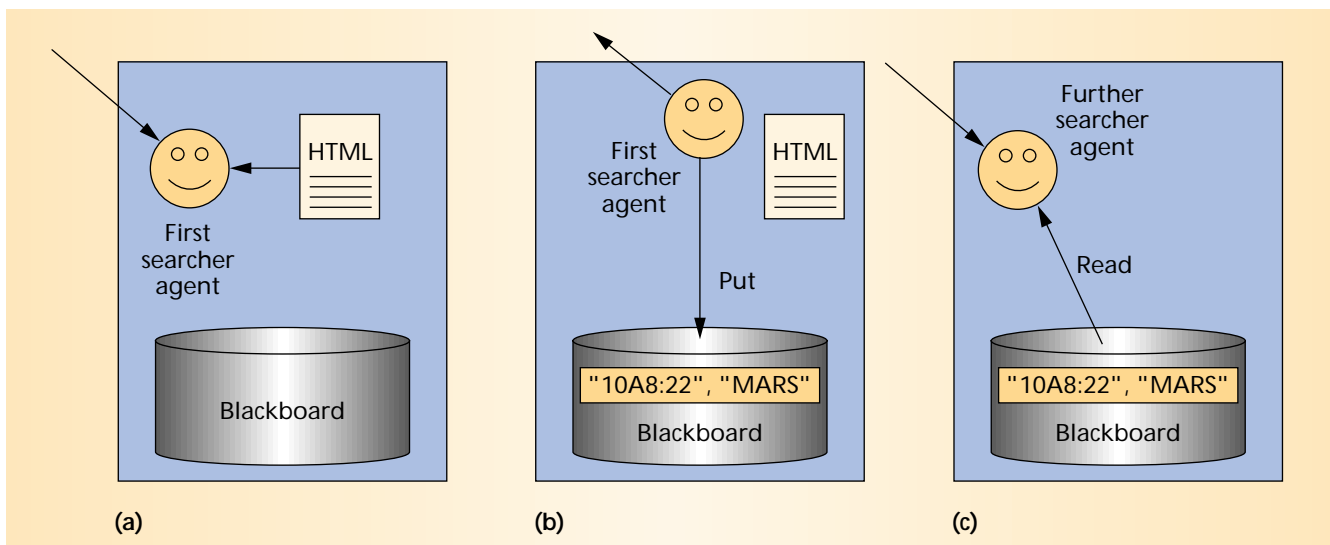 HTML
First
searcher
agent
Blackboard
(a)
First
searcher
agent
HTML
Put
"10A8:22", "MARS"
Blackboard
(b)
Further
searcher
agent
Read
"10A8:22", "MARS"
Blackboard
(c)